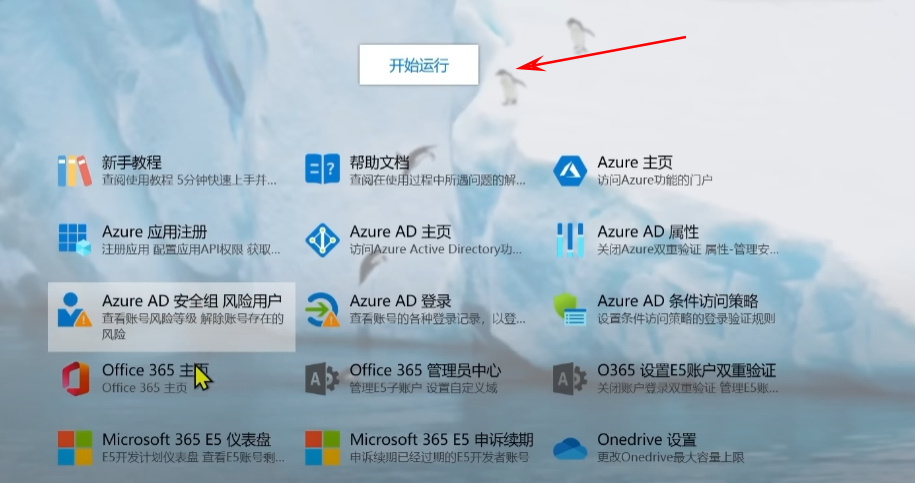 开始运行
新手教程
查阅使用教程 5分钟快速上手并...
帮助文档
查阅在使用过程中所遇问题的解...
Azure 主页
访问Azure功能的门户
Azure 应用注册
注册应用 配置应用API权限 获取...
Azure AD 主页
访问Azure Active Directory功...
Azure AD 属性
关闭Azure双重验证 属性-管理安...
Azure AD 安全组 风险用户
查看账号风险等级 解除账号存在的
风险
Azure AD 登录
查看账号的各种登录记录，以登...
Azure AD 条件访问策略
设置条件访问策略的登录验证规则
Office 365 主页
Office 365 主页
Office 365 管理员中心
管理E5子账户 设置自定义域
O365 设置E5账户双重验证
关闭账户登录双重验证 管理E5账...
Microsoft 365 E5 仪表盘
E5开发计划仪表盘 查看E5账号剩...
Microsoft 365 E5 申诉续期
申诉续期已经过期的E5开发者账号
Onedrive 设置
更改Onedrive最大容量上限